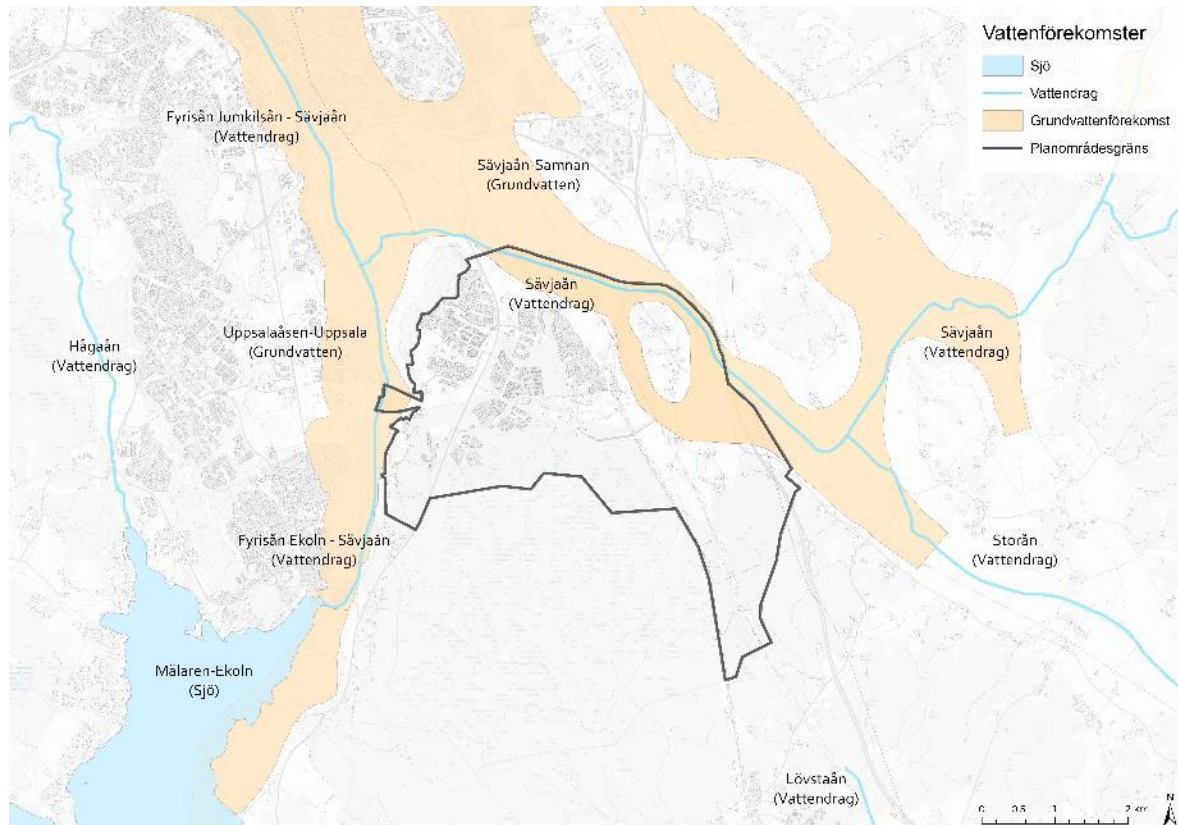 Vattenförekomster
Sjö
Vattendrag
Grundvattenförekomst
Planområdesgräns
Fyrisån Jumkilsån - Sävjaån
(Vattendrag)
Sävjaån-Samnan
(Grundvatten)
Sävjaån
(Vattendrag)
Uppsalaåsen-Uppsala
(Grundvatten)
Hågaån
(Vattendrag)
Sävjaån
(Vattendrag)
Fyrisån Ekoln - Sävjaån
(Vattendrag)
Storån
(Vattendrag)
Mälaren-Ekoln
(Sjö)
Lövstaån
(Vattendrag)
N
0 0.5 1 2 km